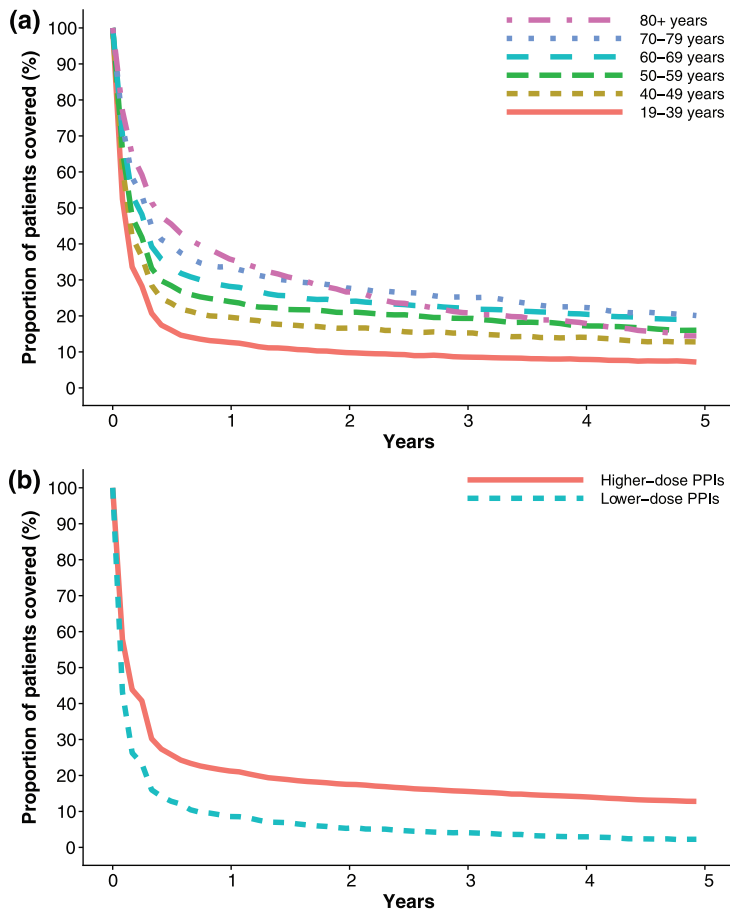 (a)
Proportion of patients covered (%)
100
90
80
70
60
50
40
30
20
10
0
80+ years
70–79 years
60–69 years
50–59 years
40–49 years
19–39 years
0 1 2 3 4 5
Years
(b)
Proportion of patients covered (%)
100
90
80
70
60
50
40
30
20
10
0
Higher–dose PPIs
Lower–dose PPIs
0 1 2 3 4 5
Years